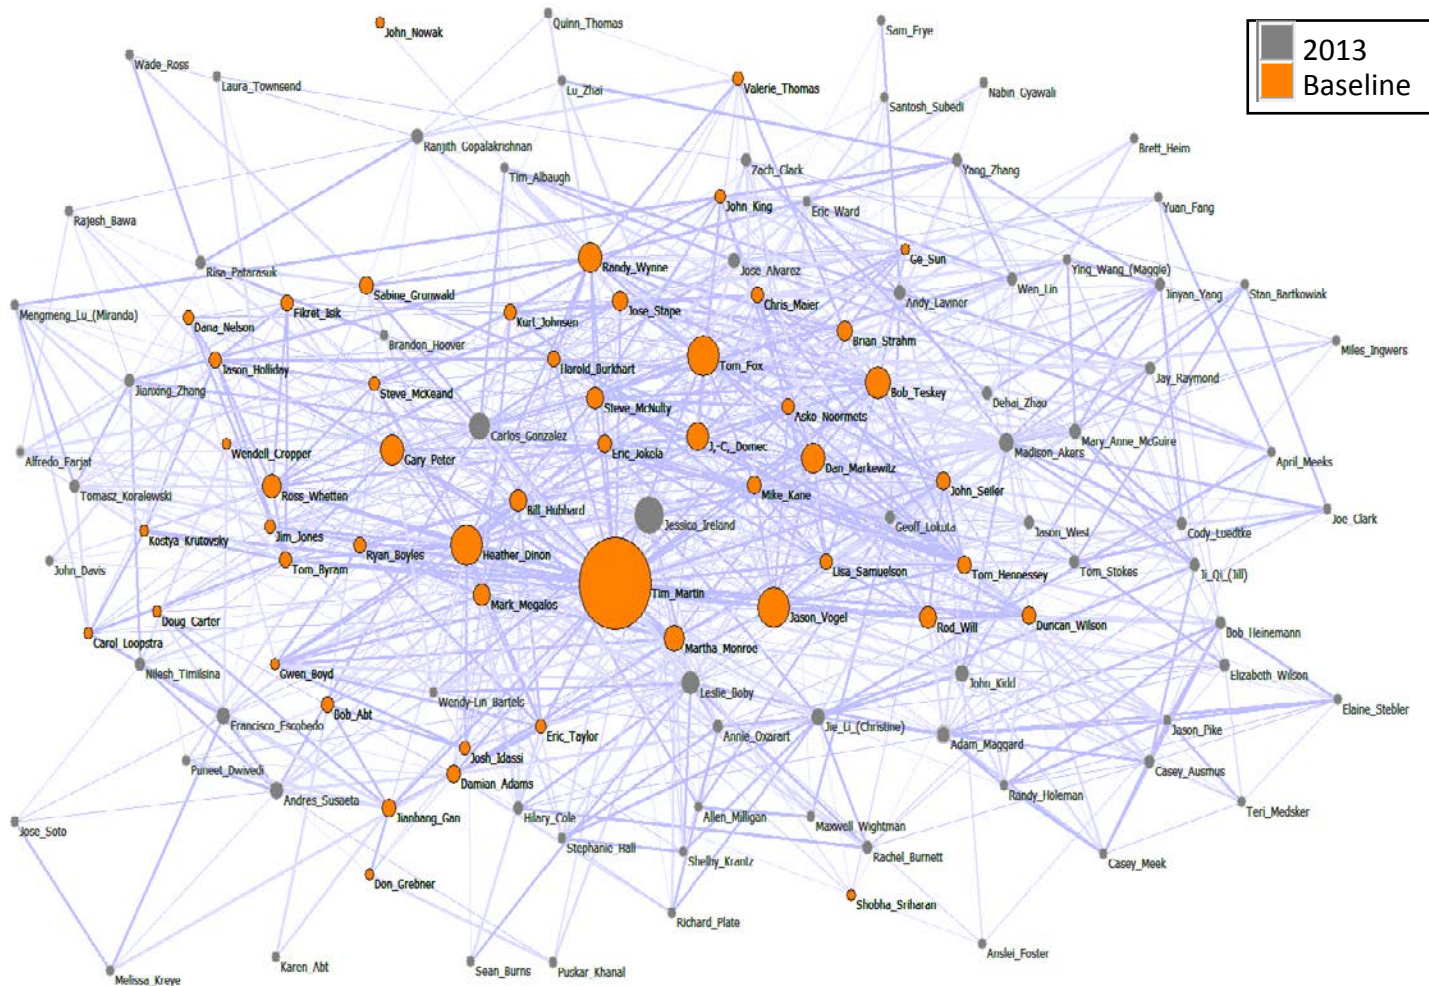 2013
Baseline
Quinn_Thomas
John_Nowak
Sam_Frye
Wade_Ross
Laura_Townsend
Lu_Zhai
Valerie_Thomas
Nabin_Gyawali
Santosh_Subedi
Ranjith_Gopalakrishnan
Brett_Heim
Tim_Albaugh
Zach_Clark
Yang_Zhang
Rajesh_Bawa
John_King
Eric_Ward
Yuan_Fang
Risa_Patarasuk
Randy_Wynne
Jose_Alvarez
Ge_Sun
Ying_Wang_(Maggie)
Sabine_Grunwald
Wen_Lin
Jinyan_Yang
Stan_Bartkowiak
Mengmeng_Lu_(Miranda)
Fikret_Isik
Jose_Stape
Chris_Maier
Andy_Laviner
Dana_Nelson
Kurt_Johnsen
Brandon_Hoover
Brian_Strahm
Miles_Ingwers
Jason_Holliday
Harold_Burkhart
Tom_Fox
Jay_Raymond
Jianxing_Zhang
Steve_McKeand
Bob_Teskey
Dehai_Zhao
Steve_McNulty
Asko_Noormets
Carlos_Gonzalez
Mary_Anne_McGuire
Alfredo_Farjat
Wendell_Cropper
Gary_Peter
Eric_Jokela
J,-C,_Domec
Dan_Markewitz
Madison_Akers
April_Meeks
Tomasz_Koralewski
Ross_Whetten
Mike_Kane
John_Seiler
Bill_Hubbard
Jessica_Ireland
Geoff_Lokuta
Jason_West
Cody_Luedtke
Joe_Clark
Kostya_Krutovsky
Jim_Jones
Ryan_Boyles
Heather_Dinon
John_Davis
Tom_Byram
Lisa_Samuelson
Tom_Hennessey
Tom_Stokes
Ji_Qi_(Jill)
Tim_Martin
Mark_Megalos
Jason_Vogel
Doug_Carter
Rod_Will
Duncan_Wilson
Bob_Heinemann
Carol_Loopstra
Martha_Monroe
Nilesh_Timilsina
Gwen_Boyd
Elizabeth_Wilson
Leslie_Boby
John_Kidd
Wendy-Lin_Bartels
Elaine_Stebler
Francisco_Escobedo
Bob_Abt
Jie_Li_(Christine)
Jason_Pike
Eric_Taylor
Annie_Oxarart
Adam_Maggard
Josh_Idassi
Puneet_Dwivedi
Damian_Adams
Casey_Ausmus
Andres_Susaeta
Randy_Holeman
Jianbang_Gan
Hilary_Cole
Allen_Milligan
Maxwell_Wightman
Teri_Medsker
Jose_Soto
Stephanie_Hall
Shelby_Krantz
Rachel_Burnett
Casey_Meek
Don_Grebner
Shobha_Sriharan
Richard_Plate
Anslei_Foster
Karen_Abt
Melissa_Kreye
Sean_Burns
Puskar_Khanal